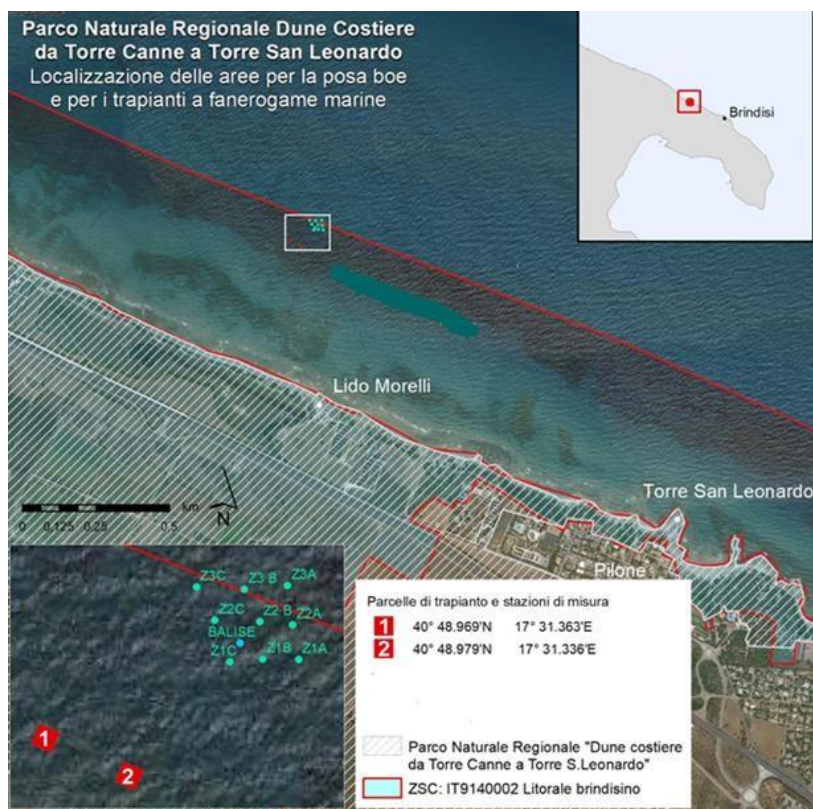 Parco Naturale Regionale Dune Costiere
da Torre Canne a Torre San Leonardo
Localizzazione delle aree per la posa boe
e per i trapianti a fanerogame marine
Brindisi
Lido Morelli
Torre San Leonardo
Pilone
km
0 0,125 0,25 0,5
N
Z3C Z3 B Z3A
Z2C Z2 B Z2A
BALISE
Z1C Z1B Z1A
1
2
Parcelle di trapianto e stazioni di misura
1 40° 48.969'N 17° 31.363'E
2 40° 48.979'N 17° 31.336'E
Parco Naturale Regionale "Dune costiere
da Torre Canne a Torre S.Leonardo"
ZSC: IT9140002 Litorale brindisino